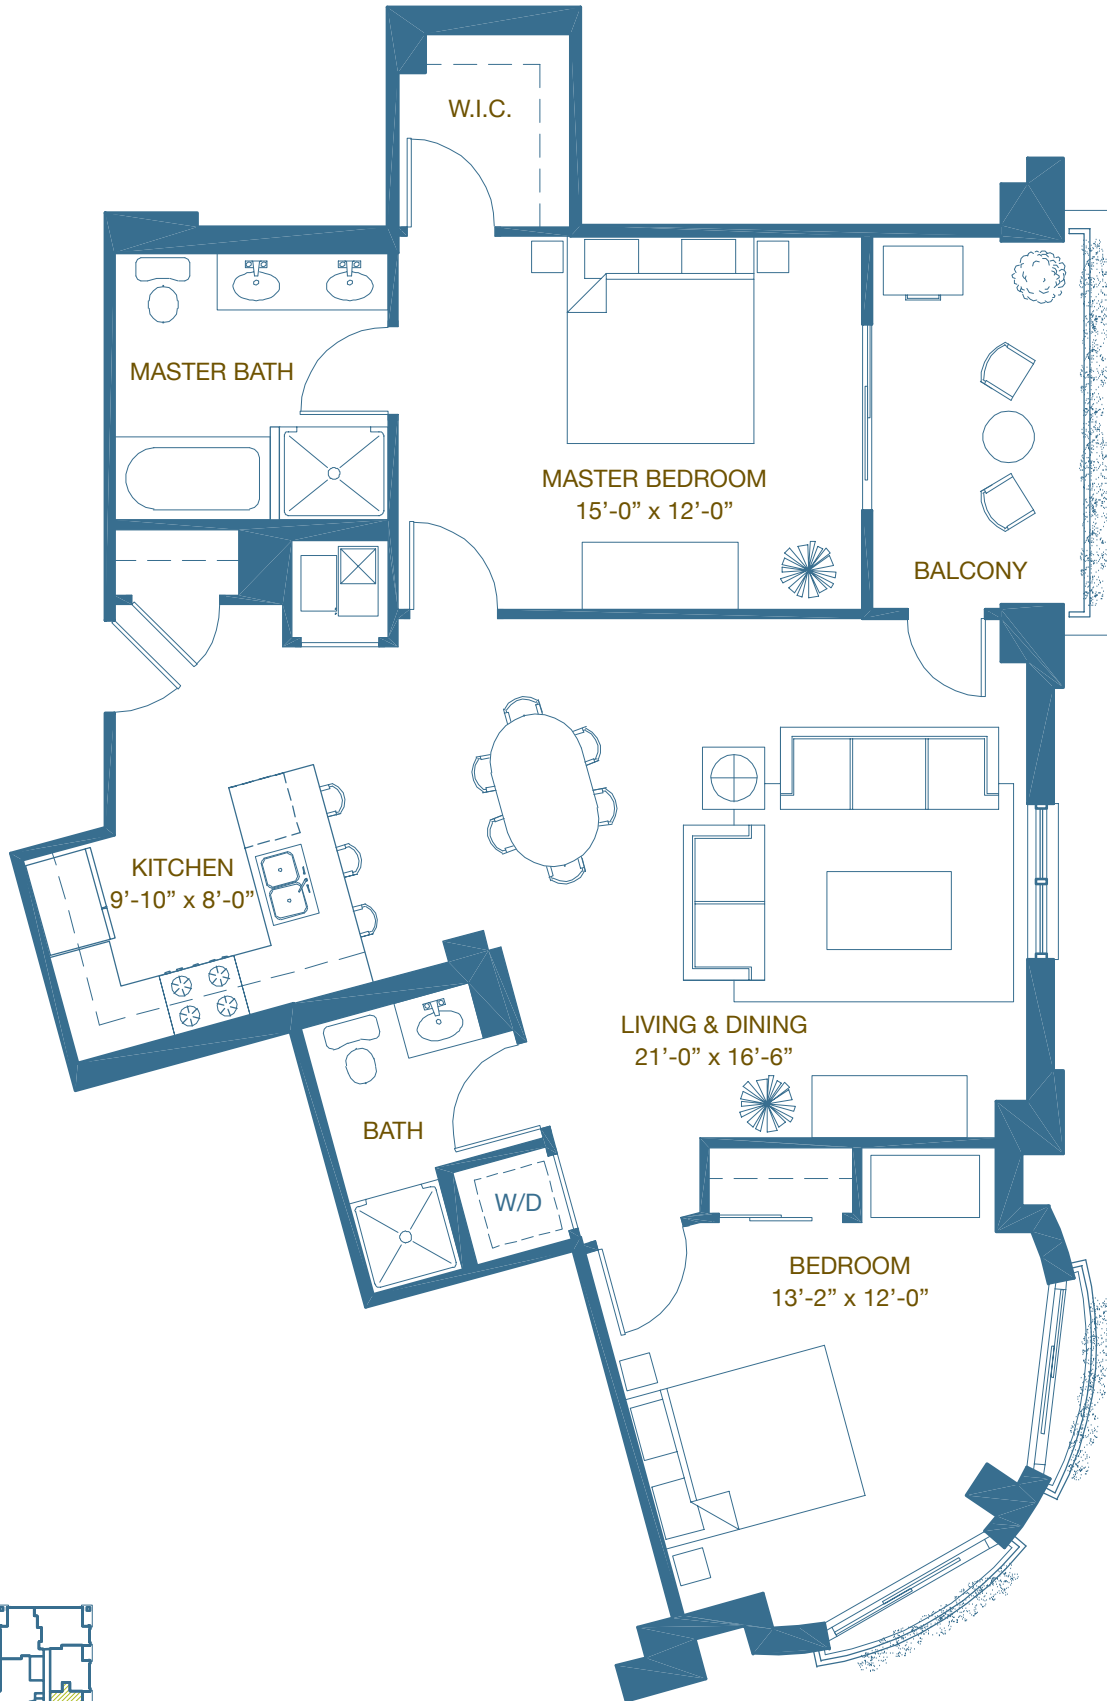 W.I.C.
MASTER BATH
MASTER BEDROOM
15’-0” x 12’-0”
BALCONY
KITCHEN
9’-10” x 8’-0”
LIVING & DINING
21’-0” x 16’-6”
BATH
W/D
BEDROOM
13’-2” x 12’-0”